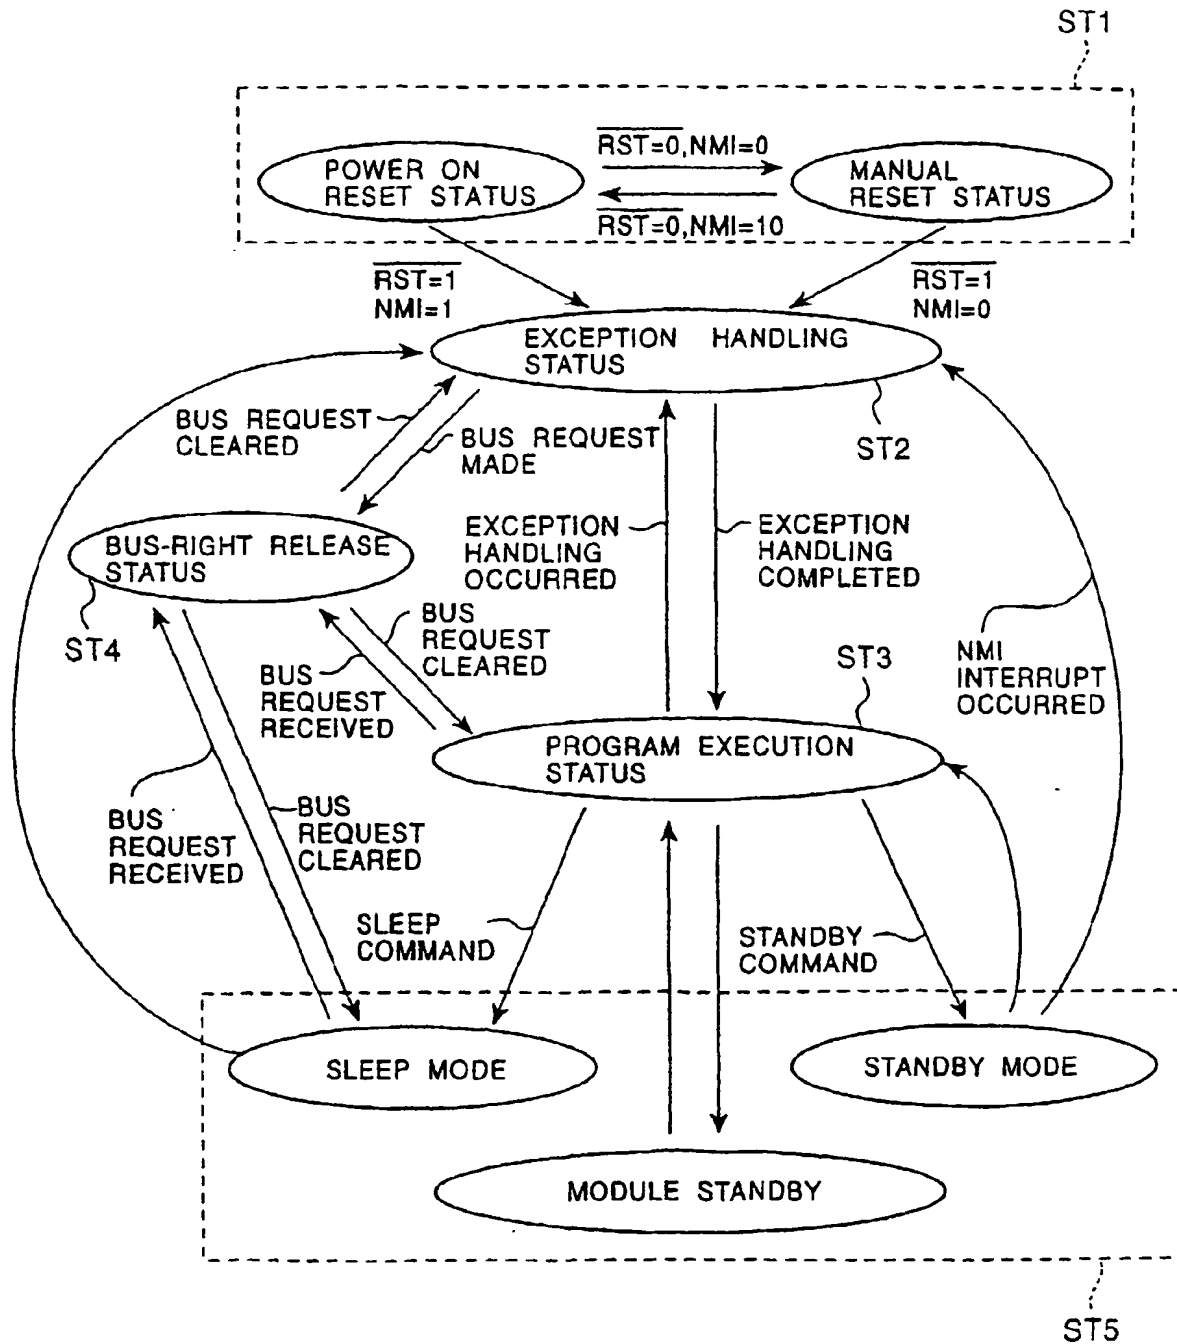 ST1
RST=0,NMI=0
POWER ON
RESET STATUS
MANUAL
RESET STATUS
RST=0,NMI=10
RST=1
NMI=1
RST=1
NMI=0
EXCEPTION HANDLING
STATUS
ST2
BUS REQUEST
CLEARED
BUS REQUEST
MADE
BUS-RIGHT RELEASE
STATUS
ST4
EXCEPTION
HANDLING
OCCURRED
EXCEPTION
HANDLING
COMPLETED
BUS
REQUEST
CLEARED
BUS
REQUEST
RECEIVED
ST3
NMI
INTERRUPT
OCCURRED
PROGRAM EXECUTION
STATUS
BUS
REQUEST
RECEIVED
BUS
REQUEST
CLEARED
SLEEP
COMMAND
STANDBY
COMMAND
SLEEP MODE
STANDBY MODE
MODULE STANDBY
ST5